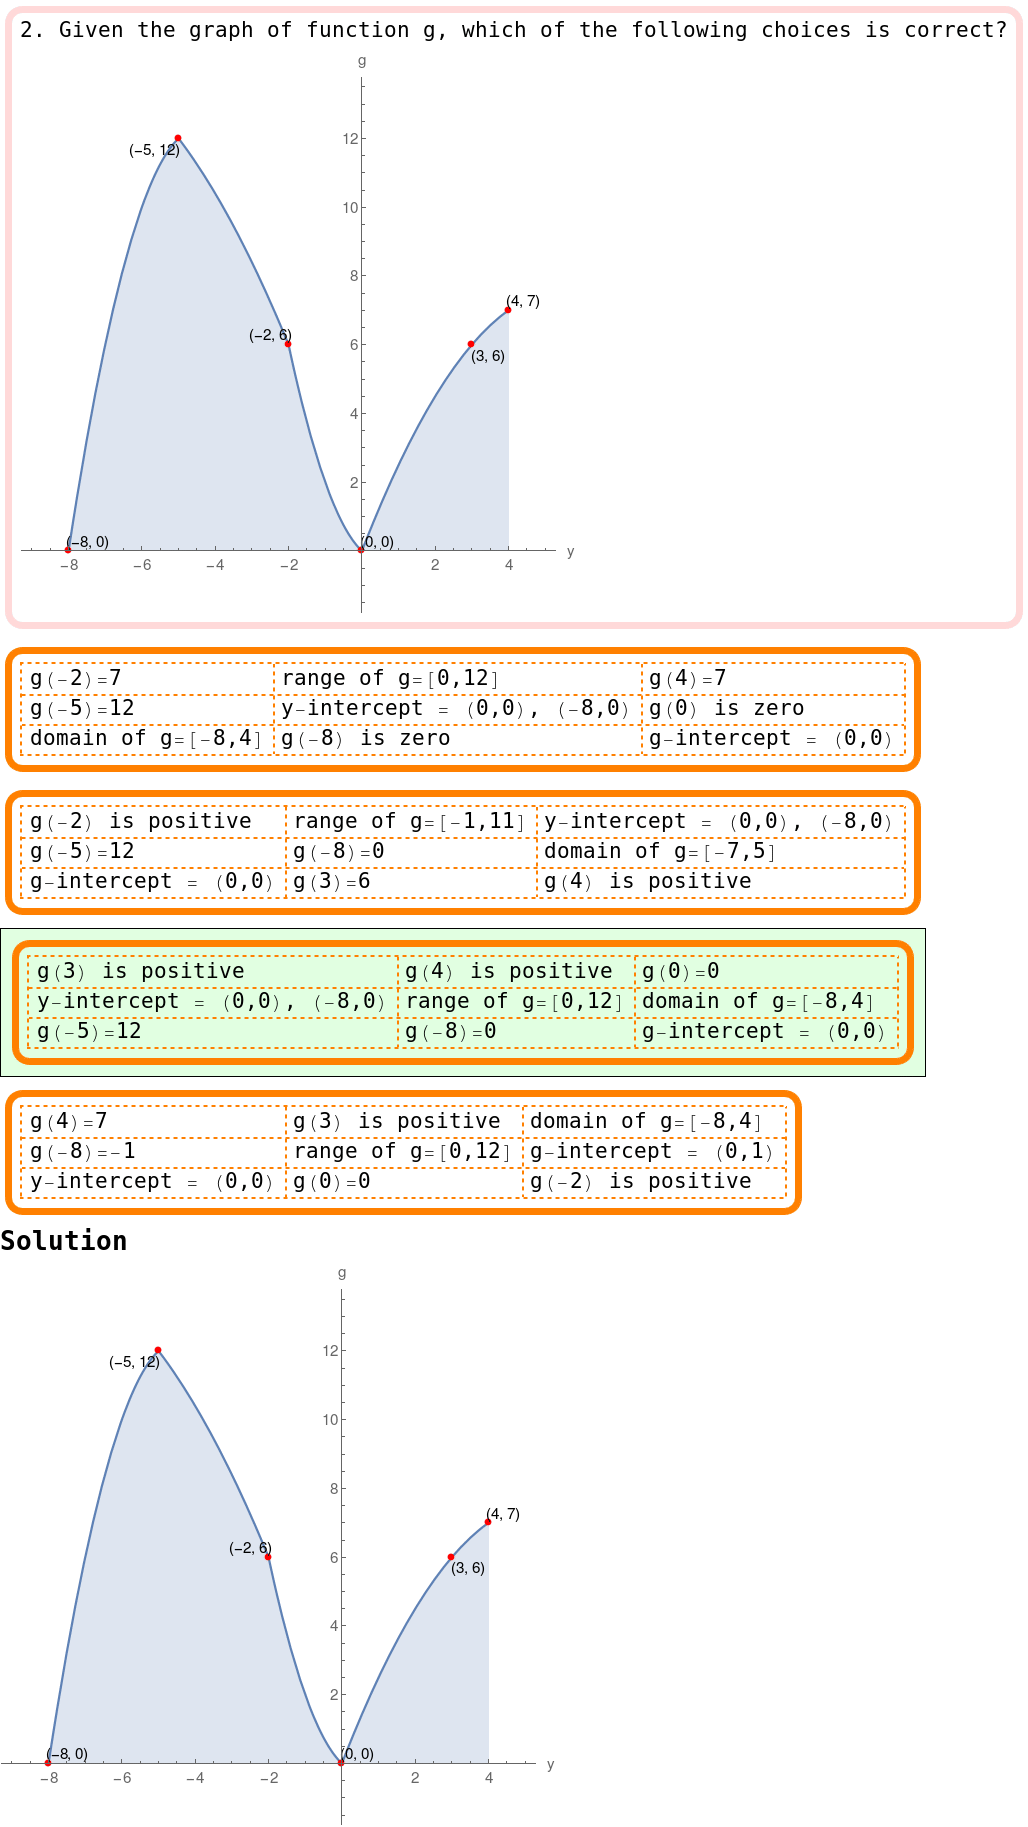 2. Given the graph of function g, which of the following choices is correct?
g
12
(−5, 12)
10
8
(4, 7)
(−2, 6)
6
(3, 6)
4
2
(−8, 0)
(0, 0)
y
−8
−6
−4
−2
2
4
g(-2)=7 range of g=[0,12] g(4)=7
g(-5)=12 y-intercept = (0,0), (-8,0) g(0) is zero
domain of g=[-8,4] g(-8) is zero g-intercept = (0,0)
g(-2) is positive range of g=[-1,11] y-intercept = (0,0), (-8,0)
g(-5)=12 g(-8)=0 domain of g=[-7,5]
g-intercept = (0,0) g(3)=6 g(4) is positive
g(3) is positive g(4) is positive g(0)=0
y-intercept = (0,0), (-8,0) range of g=[0,12] domain of g=[-8,4]
g(-5)=12 g(-8)=0 g-intercept = (0,0)
g(4)=7 g(3) is positive domain of g=[-8,4]
g(-8)=-1 range of g=[0,12] g-intercept = (0,1)
y-intercept = (0,0) g(0)=0 g(-2) is positive
Solution
g
12
(−5, 12)
10
8
(4, 7)
(−2, 6)
6
(3, 6)
4
2
(−8, 0)
(0, 0)
y
−8
−6
−4
−2
2
4